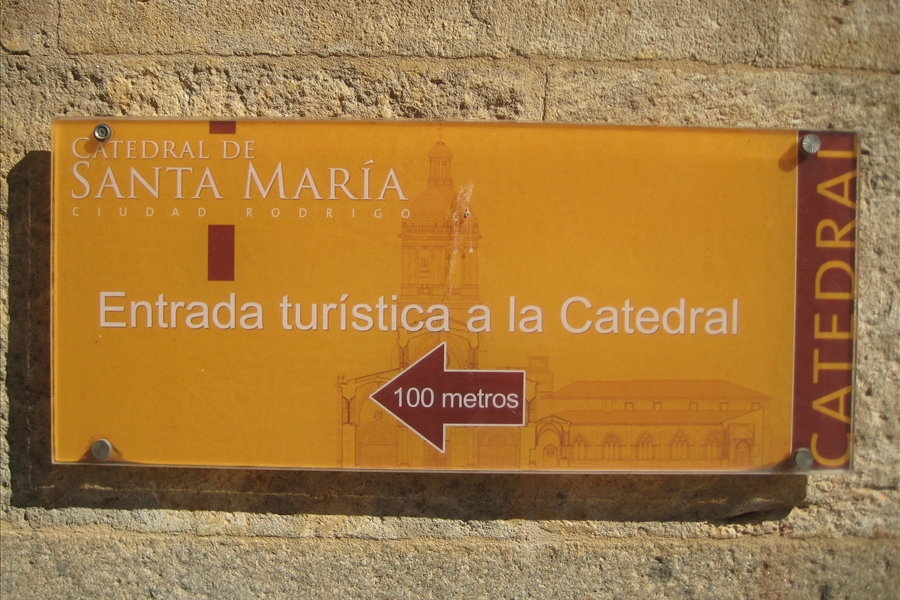 CATEDRAL DE
SANTA MARÍA
CIUDAD RODRIGO
Entrada turística a la Catedral
100 metros
CATEDRAL